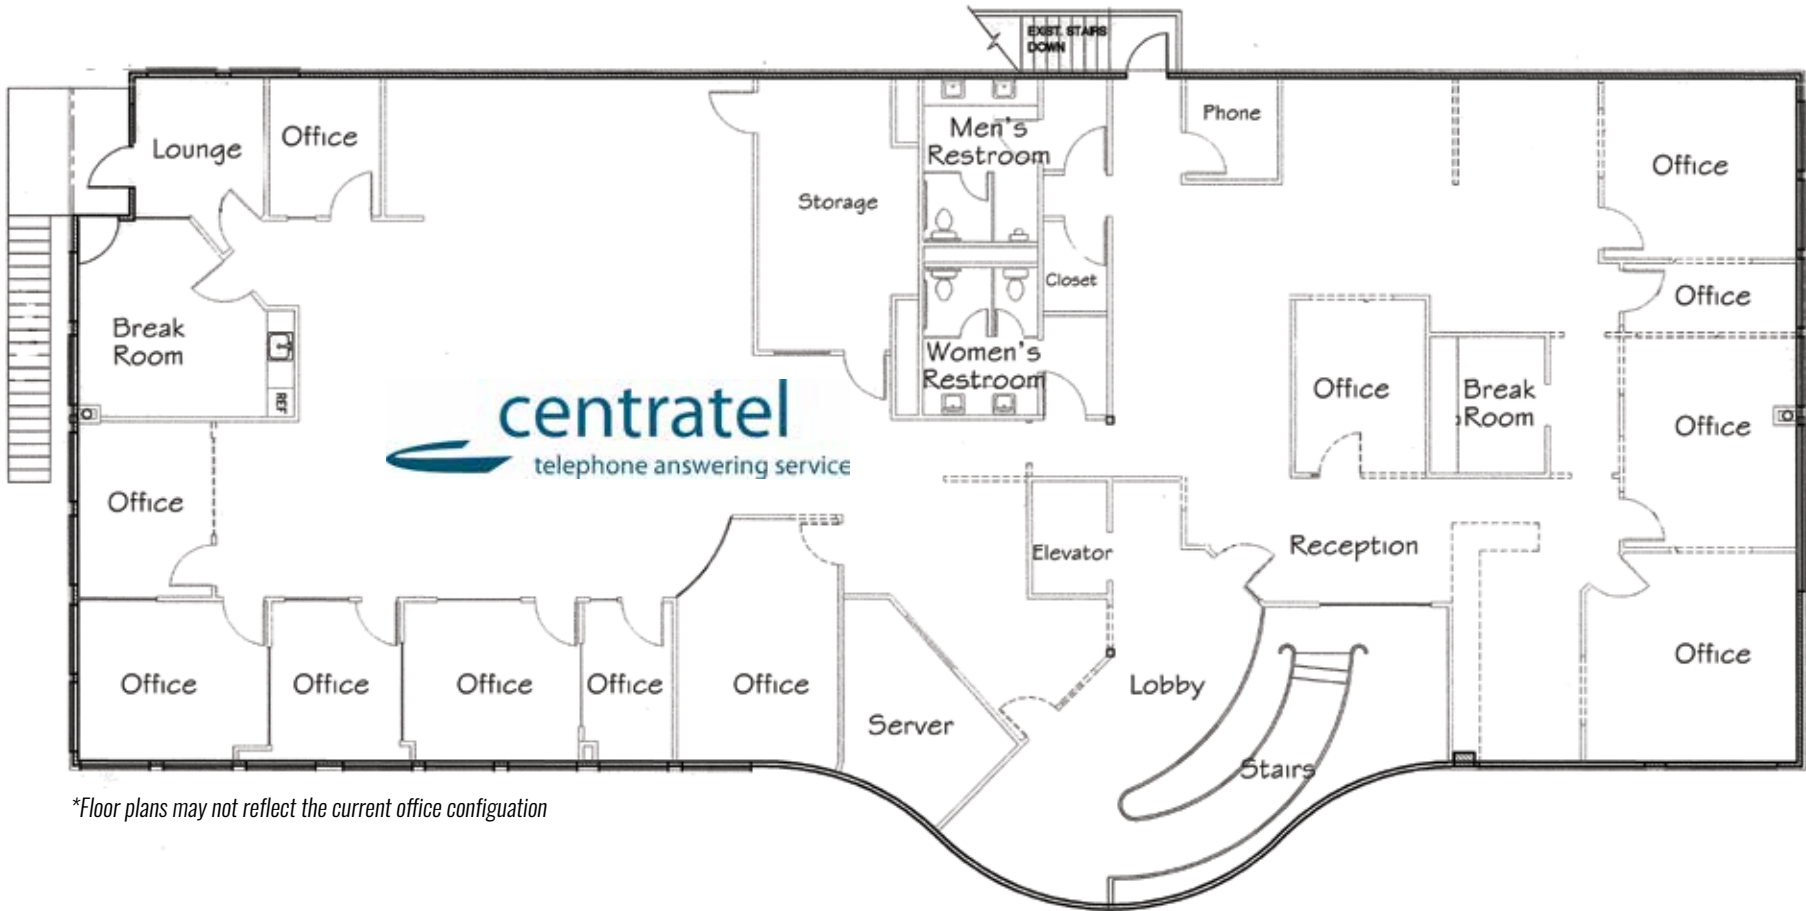 EXIST. STAIRS
DOWN
Lounge
Office
Storage
Men's
Restroom
Phone
Office
Closet
Office
Break
Room
REF
Women's
Restroom
Office
Break
Room
Office
centratel
telephone answering service
Office
Elevator
Reception
Office
Office
Office
Office
Office
Server
Lobby
Office
Stairs
*Floor plans may not reflect the current office configuation